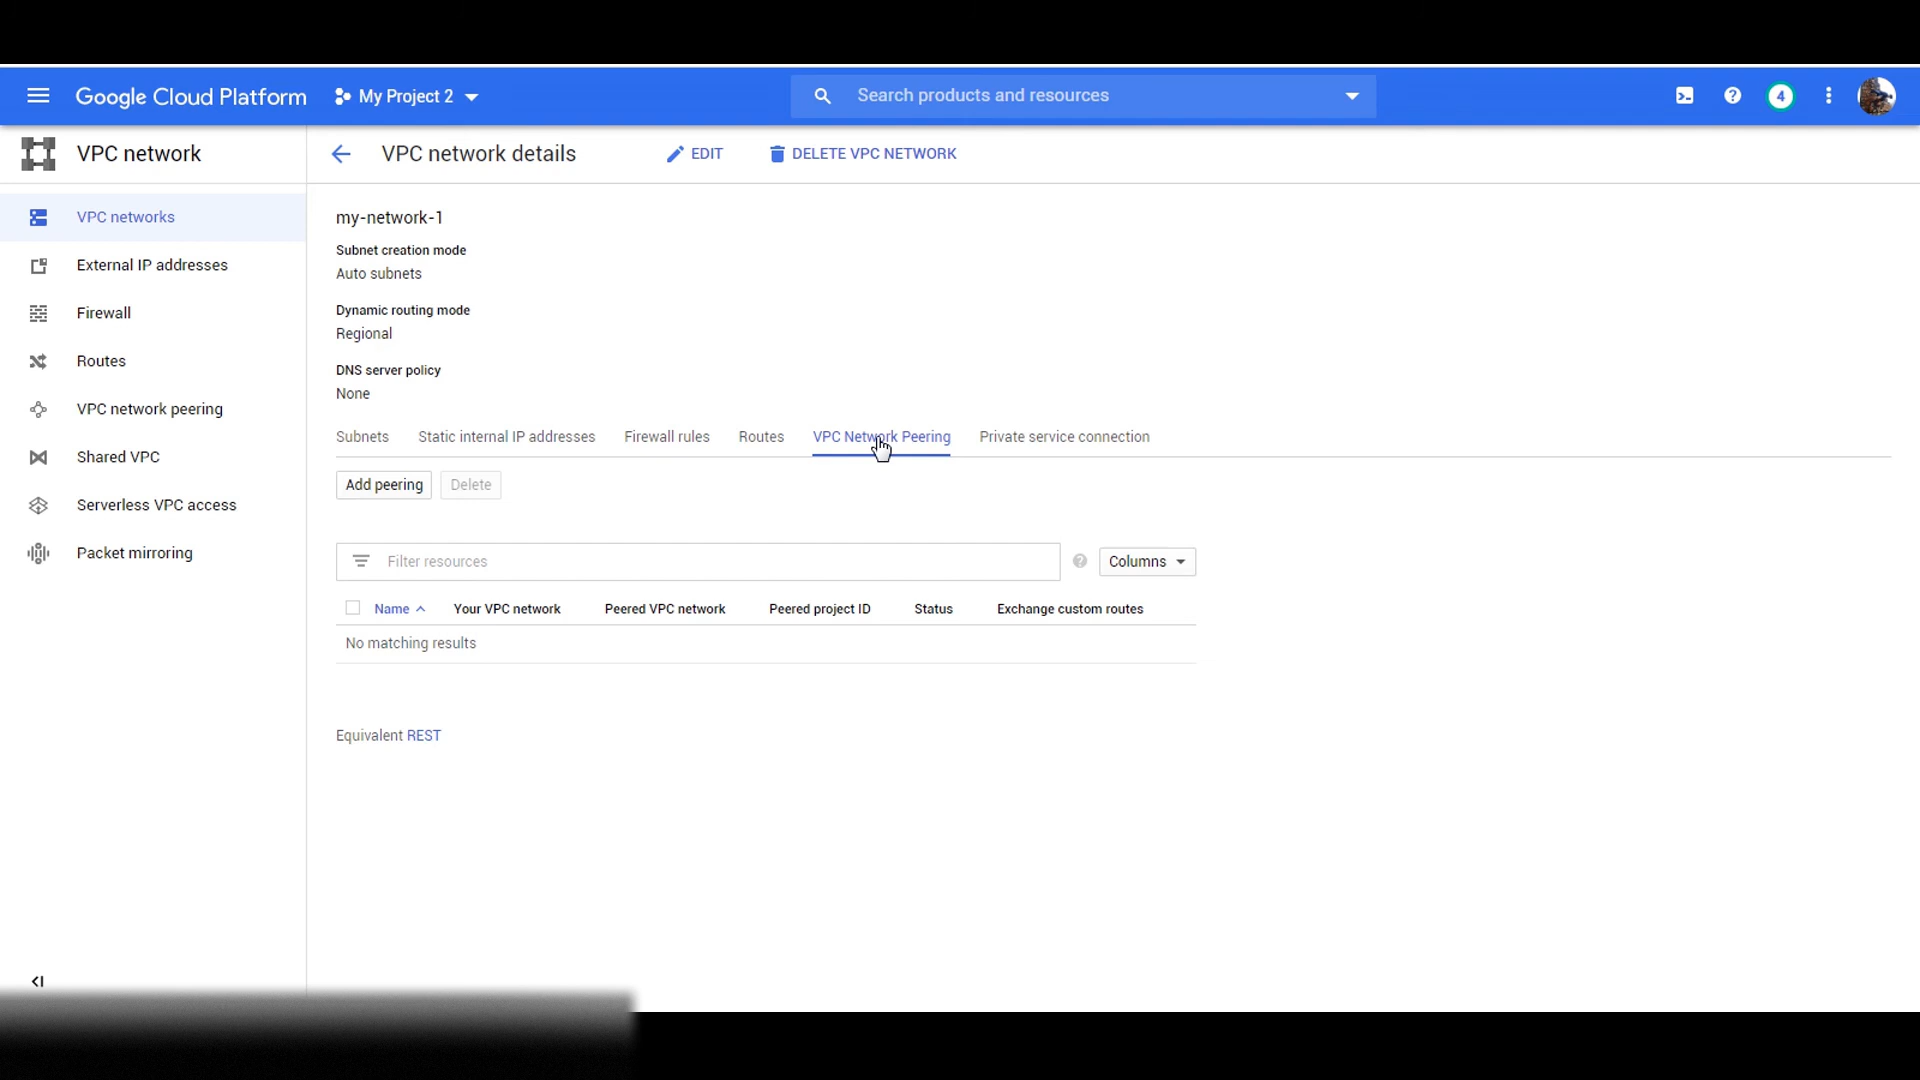 Google Cloud Platform My Project 2 Search products and resources 4
VPC network VPC network details EDIT DELETE VPC NETWORK
VPC networks
External IP addresses
Firewall
Routes
VPC network peering
Shared VPC
Serverless VPC access
Packet mirroring
my-network-1
Subnet creation mode
Auto subnets
Dynamic routing mode
Regional
DNS server policy
None
Subnets Static internal IP addresses Firewall rules Routes VPC Network Peering Private service connection
Add peering Delete
Filter resources Columns
Name Your VPC network Peered VPC network Peered project ID Status Exchange custom routes
No matching results
Equivalent REST